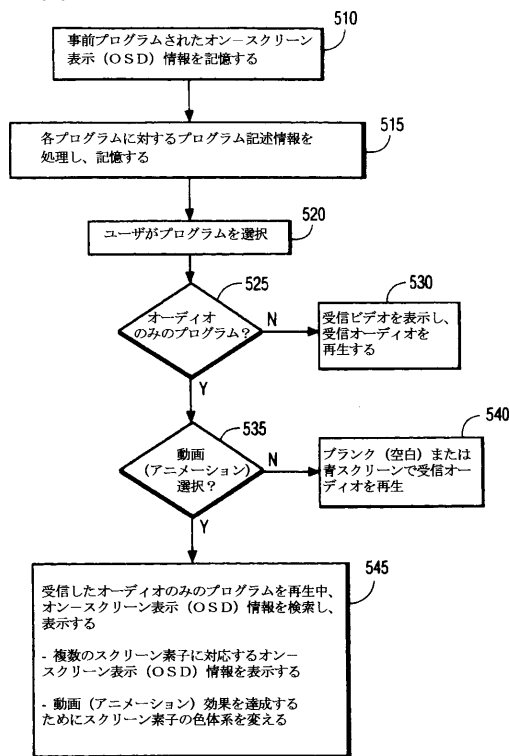 510
事前プログラムされたオン－スクリーン
表示（OSD）情報を記憶する
515
各プログラムに対するプログラム記述情報を
処理し、記憶する
520
ユーザがプログラムを選択
525
オーディオ
のみのプログラム？
N
Y
530
受信ビデオを表示し、
受信オーディオを
再生する
535
動画
（アニメーション）
選択？
N
Y
540
ブランク（空白）または
青スクリーンで受信オー
ディオを再生
545
受信したオーディオのみのプログラムを再生中、
オン－スクリーン表示（OSD）情報を検索し、
表示する
- 複数のスクリーン素子に対応するオン－
スクリーン表示（OSD）情報を表示する
- 動画（アニメーション）効果を達成する
ためにスクリーン素子の色体系を変える